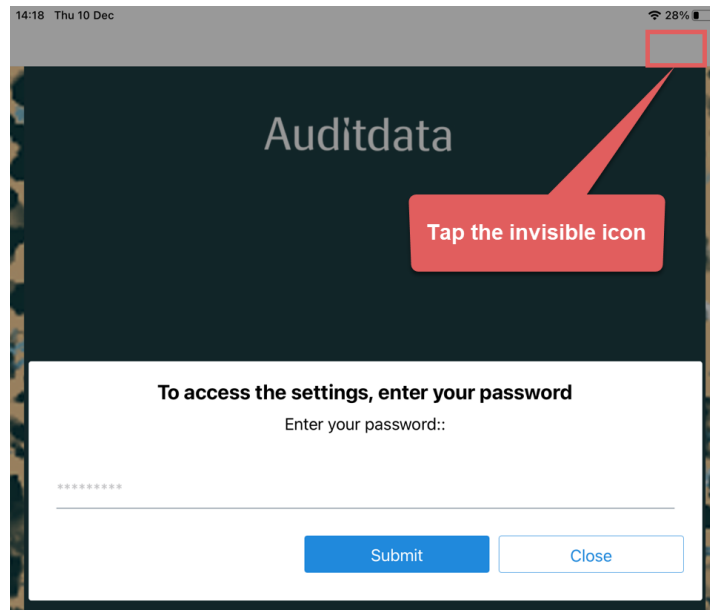 14:18 Thu 10 Dec
28%
Auditdata
Tap the invisible icon
To access the settings, enter your password
Enter your password::
*********
Submit
Close